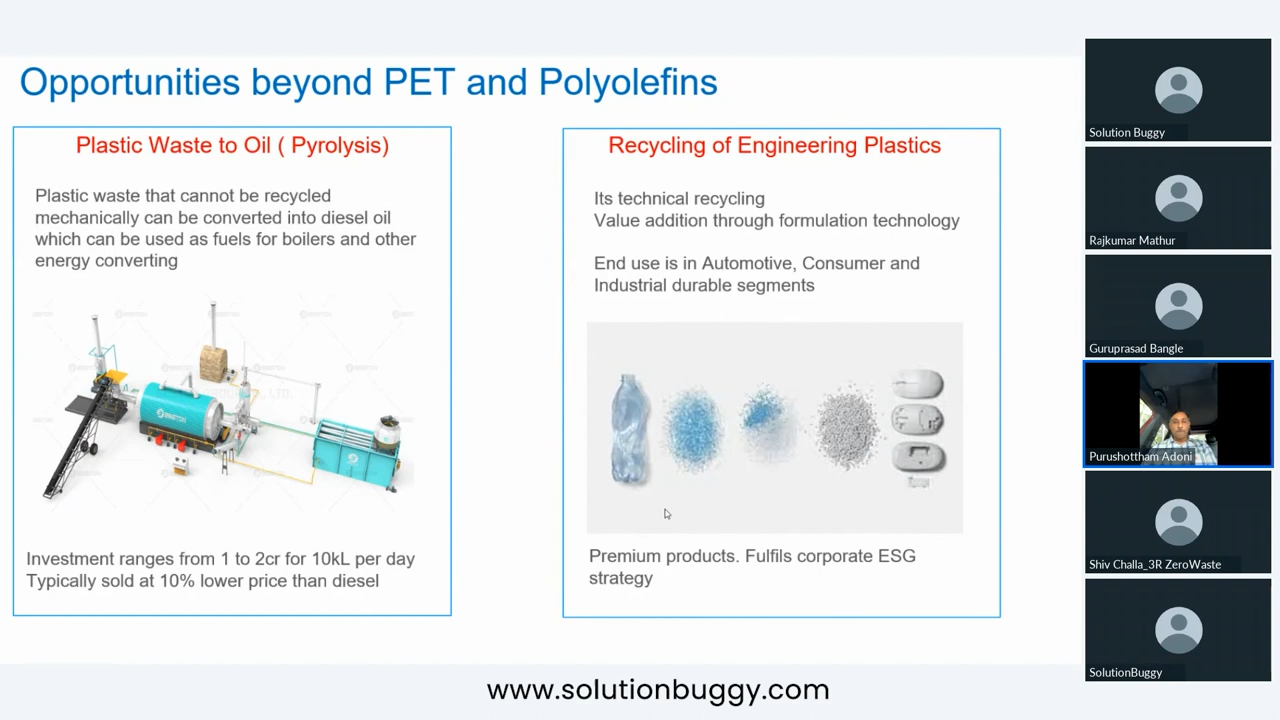 Opportunities beyond PET and Polyolefins
Plastic Waste to Oil ( Pyrolysis)
Plastic waste that cannot be recycled
mechanically can be converted into diesel oil
which can be used as fuels for boilers and other
energy converting
Investment ranges from 1 to 2cr for 10kL per day
Typically sold at 10% lower price than diesel
Recycling of Engineering Plastics
Its technical recycling
Value addition through formulation technology
End use is in Automotive, Consumer and
Industrial durable segments
Premium products. Fulfils corporate ESG
strategy
www.solutionbuggy.com
Solution Buggy
Rajkumar Mathur
Guruprasad Bangle
Purushottham Adoni
Shiv Challa_3R ZeroWaste
SolutionBuggy